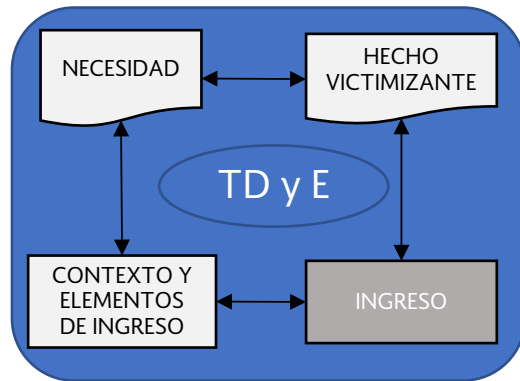 NECESIDAD
HECHO
VICTIMIZANTE
TD y E
CONTEXTO Y
ELEMENTOS
DE INGRESO
INGRESO